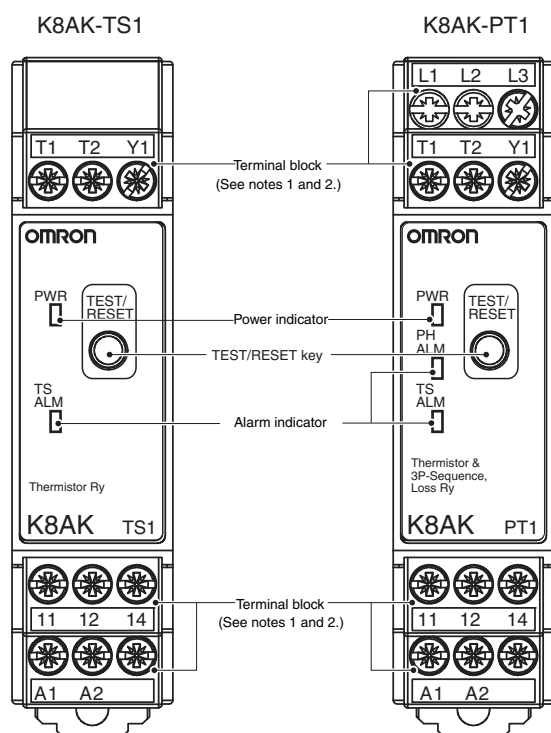 K8AK-TS1 K8AK-PT1
L1 L2 L3
T1 T2 Y1
Terminal block
(See notes 1 and 2.)
T1 T2 Y1
OMRON
OMRON
PWR
TEST/
RESET
Power indicator
PWR
TEST/
RESET
TEST/RESET key
PH
ALM
TS
ALM
Alarm indicator
TS
ALM
Thermistor Ry
Thermistor &
3P-Sequence,
Loss Ry
K8AK TS1
K8AK PT1
11 12 14
Terminal block
(See notes 1 and 2.)
11 12 14
A1 A2
A1 A2